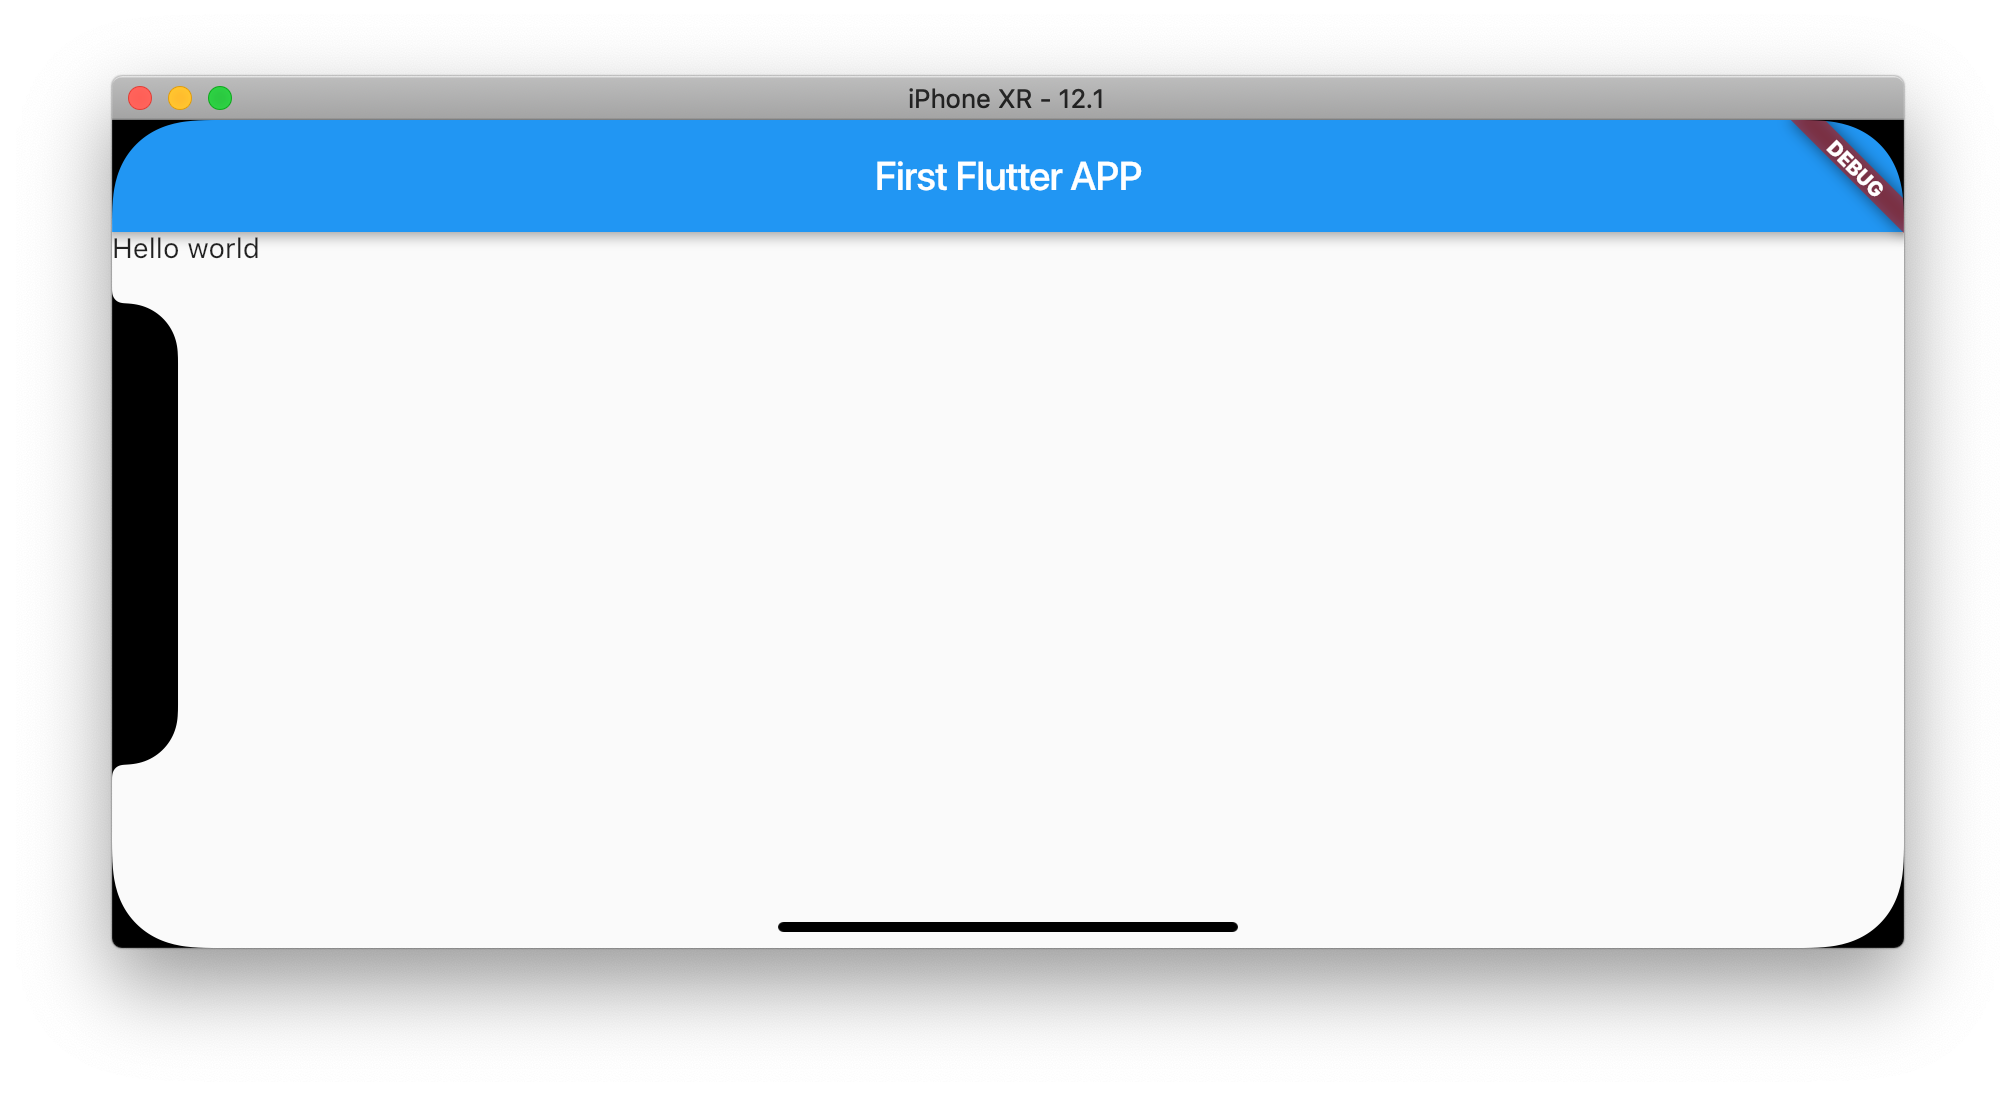 iPhone XR - 12.1
First Flutter APP
DEBUG
Hello world